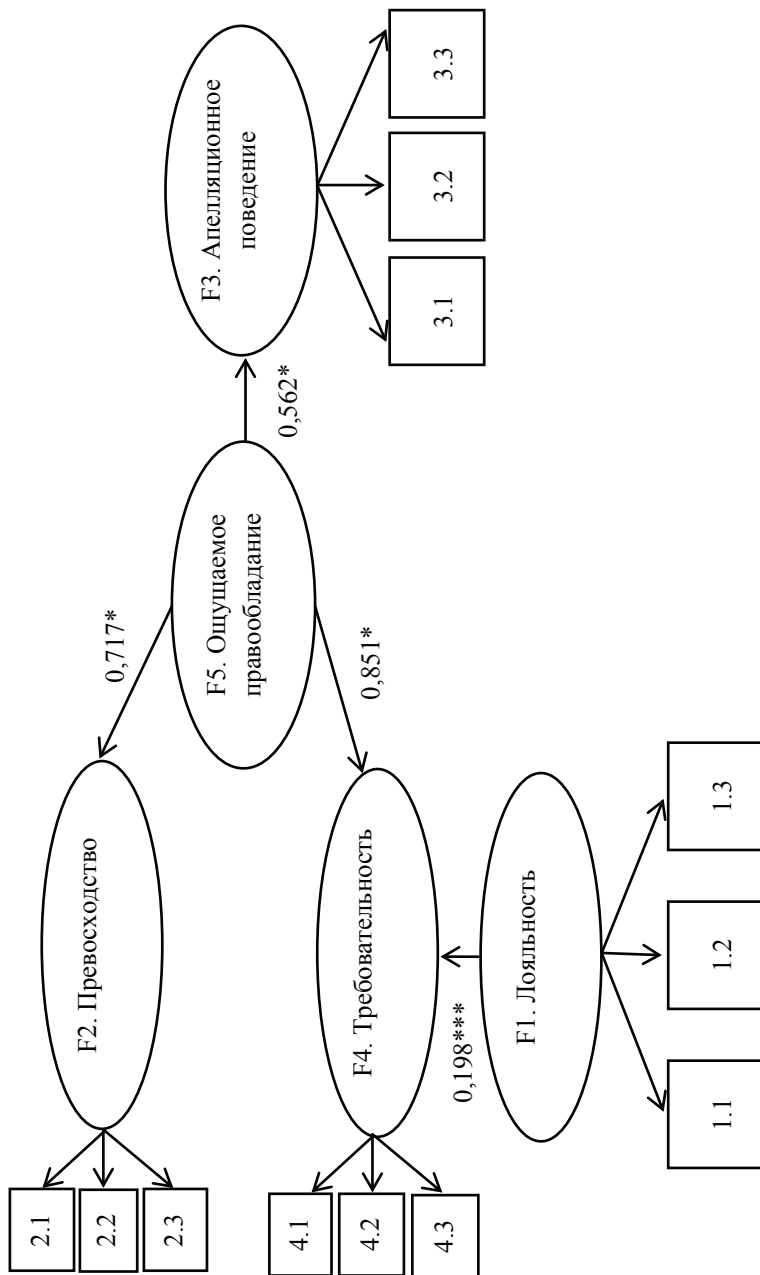 2.1
2.2
2.3
F2. Превосходство
0,717*
F5. Ощущаемое
правообладание
0,562*
F3. Апелляционное
поведение
4.1
4.2
4.3
F4. Требовательность
0,851*
3.1
3.2
3.3
0,198***
F1. Лояльность
1.1
1.2
1.3